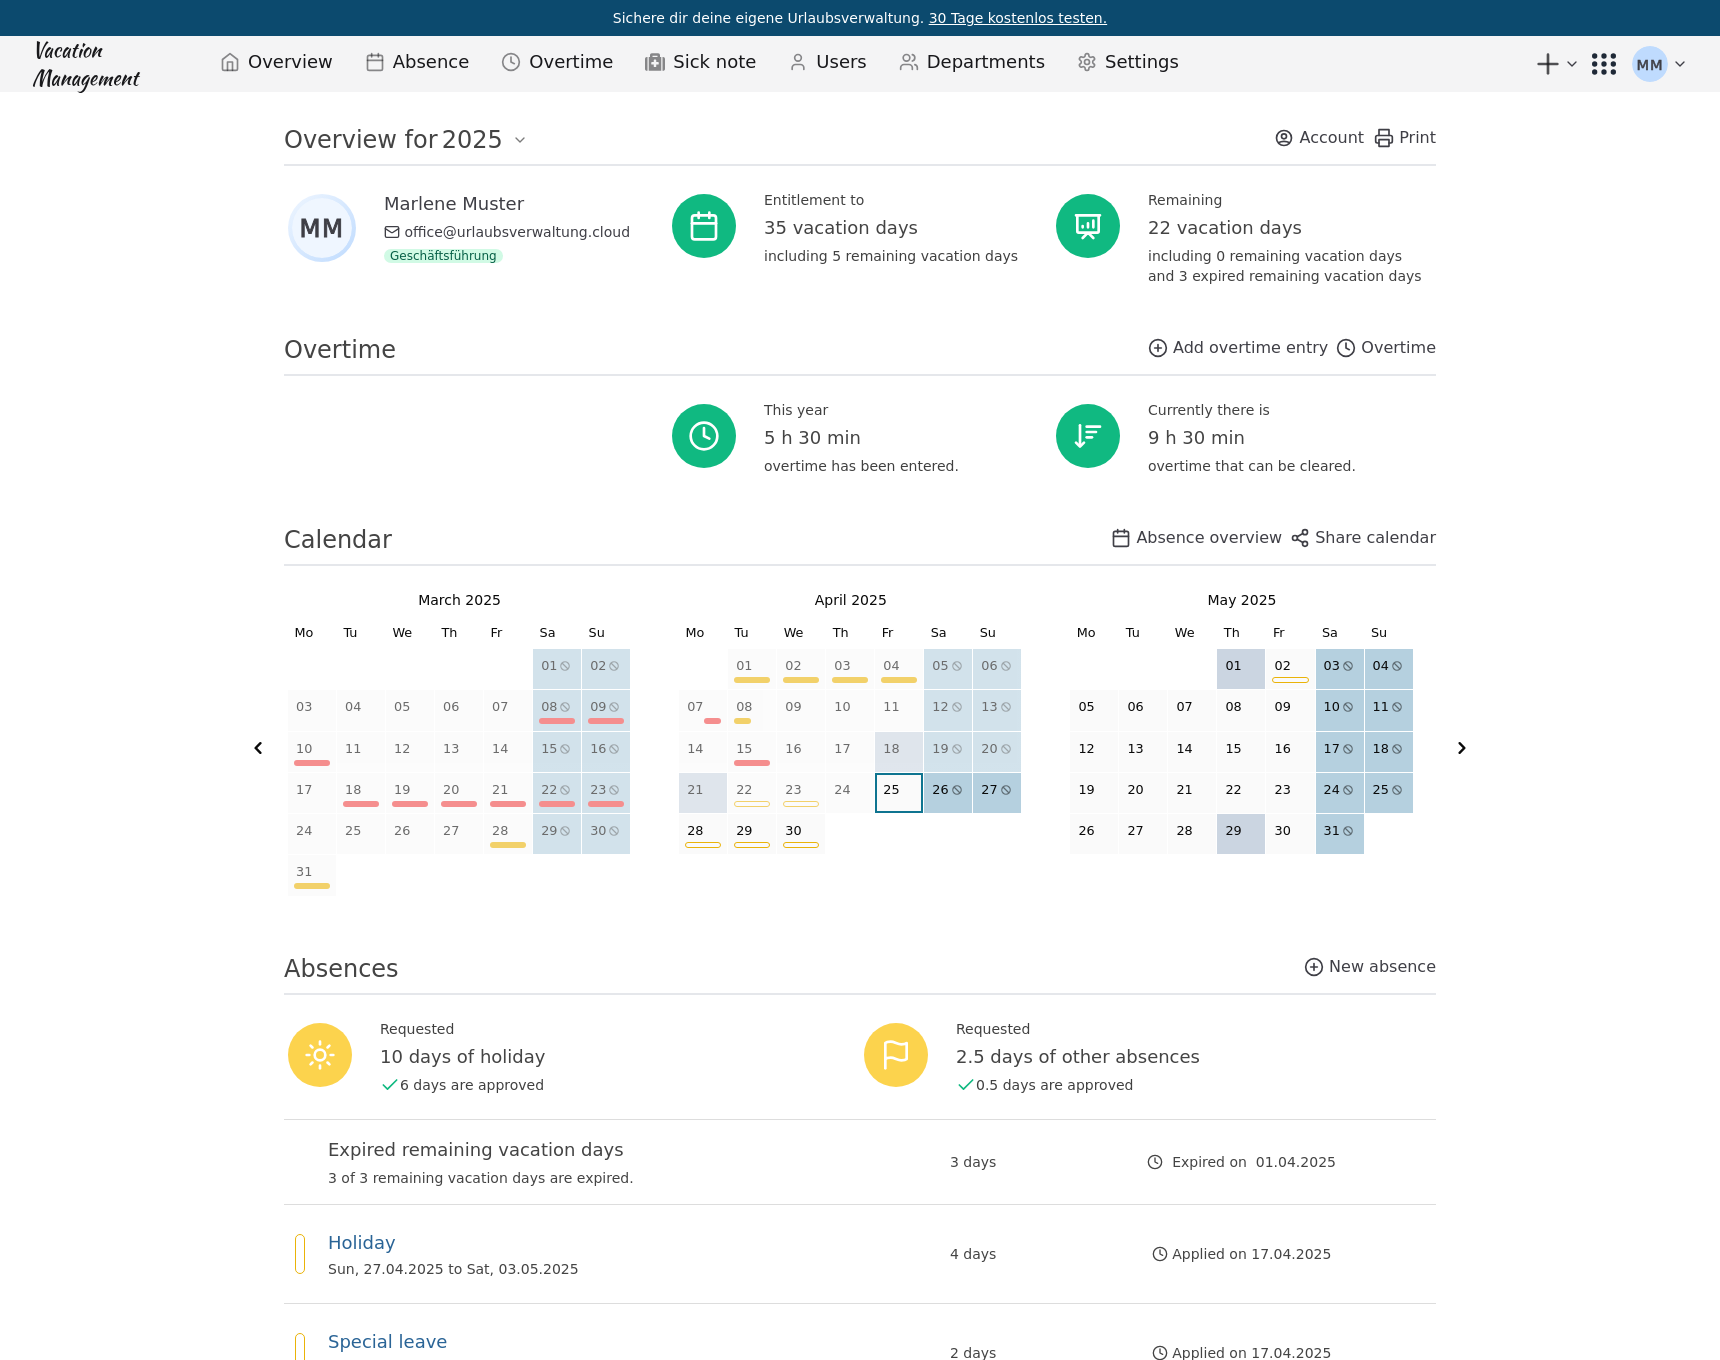 Sichere dir deine eigene Urlaubsverwaltung. 30 Tage kostenlos testen.
Vacation
Management
Overview Absence Overtime Sick note Users Departments Settings
MM
Overview for 2025
Account Print
MM
Marlene Muster
office@urlaubsverwaltung.cloud
Geschäftsführung
Entitlement to
35 vacation days
including 5 remaining vacation days
Remaining
22 vacation days
including 0 remaining vacation days
and 3 expired remaining vacation days
Overtime
Add overtime entry Overtime
This year
5 h 30 min
overtime has been entered.
Currently there is
9 h 30 min
overtime that can be cleared.
Calendar
Absence overview Share calendar
March 2025
Mo Tu We Th Fr Sa Su
01 02
03 04 05 06 07 08 09
10 11 12 13 14 15 16
17 18 19 20 21 22 23
24 25 26 27 28 29 30
31
April 2025
Mo Tu We Th Fr Sa Su
01 02 03 04 05 06
07 08 09 10 11 12 13
14 15 16 17 18 19 20
21 22 23 24 25 26 27
28 29 30
May 2025
Mo Tu We Th Fr Sa Su
01 02 03 04
05 06 07 08 09 10 11
12 13 14 15 16 17 18
19 20 21 22 23 24 25
26 27 28 29 30 31
Absences
New absence
Requested
10 days of holiday
6 days are approved
Requested
2.5 days of other absences
0.5 days are approved
Expired remaining vacation days
3 of 3 remaining vacation days are expired.
3 days
Expired on 01.04.2025
Holiday
Sun, 27.04.2025 to Sat, 03.05.2025
4 days
Applied on 17.04.2025
Special leave
2 days
Applied on 17.04.2025